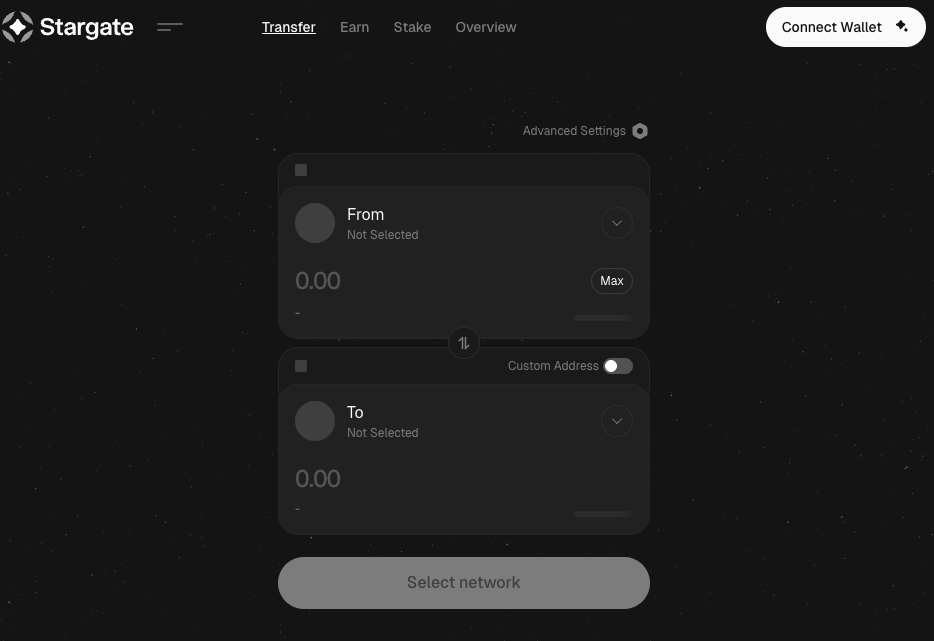 Stargate
Transfer Earn Stake Overview
Connect Wallet
Advanced Settings
From
Not Selected
0.00
Max
-
Custom Address
To
Not Selected
0.00
-
Select network